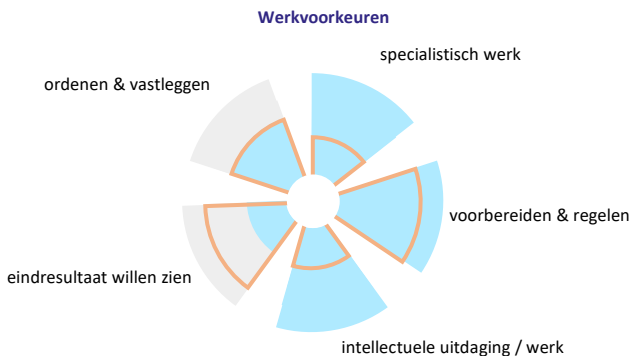 Werkvoorkeuren
specialistisch werk
ordenen & vastleggen
voorbereiden & regelen
eindresultaat willen zien
intellectuele uitdaging / werk